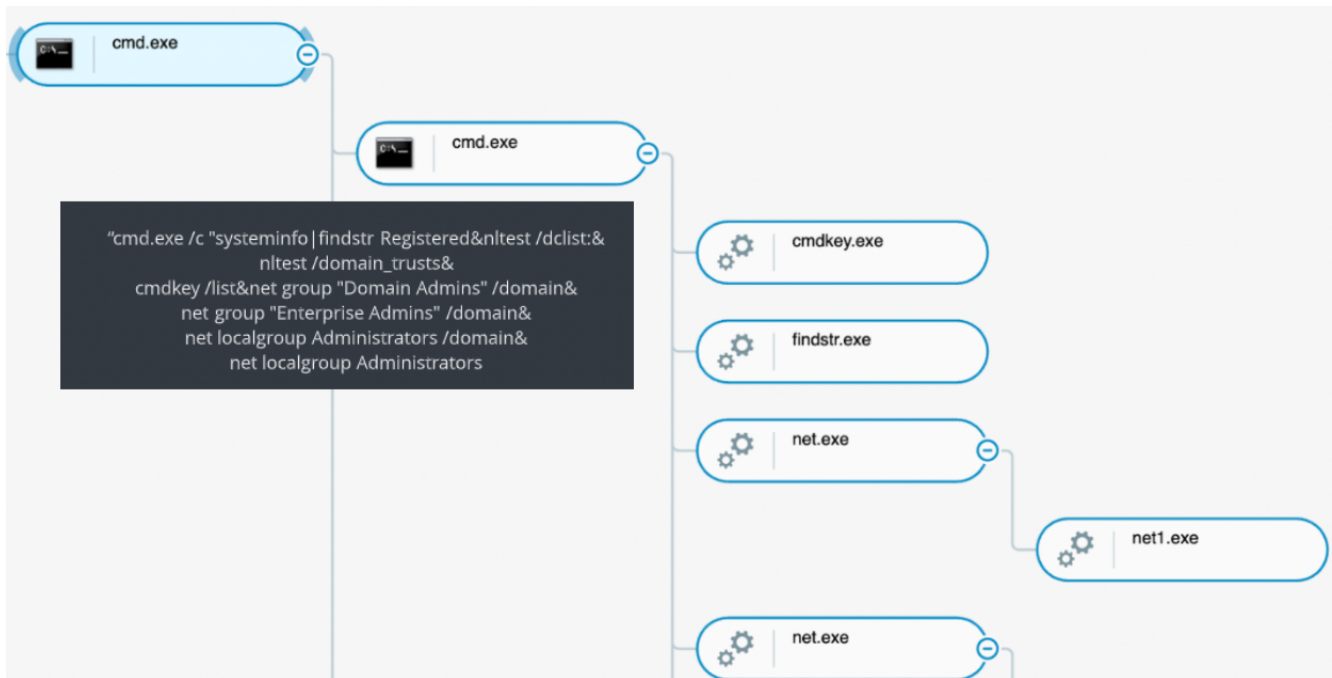 cmd.exe
cmd.exe
“cmd.exe /c "systeminfo|findstr Registered&nltest /dclist:&
nltest /domain_trusts&
cmdkey /list&net group "Domain Admins" /domain&
net group "Enterprise Admins" /domain&
net localgroup Administrators /domain&
net localgroup Administrators
cmdkey.exe
findstr.exe
net.exe
net1.exe
net.exe